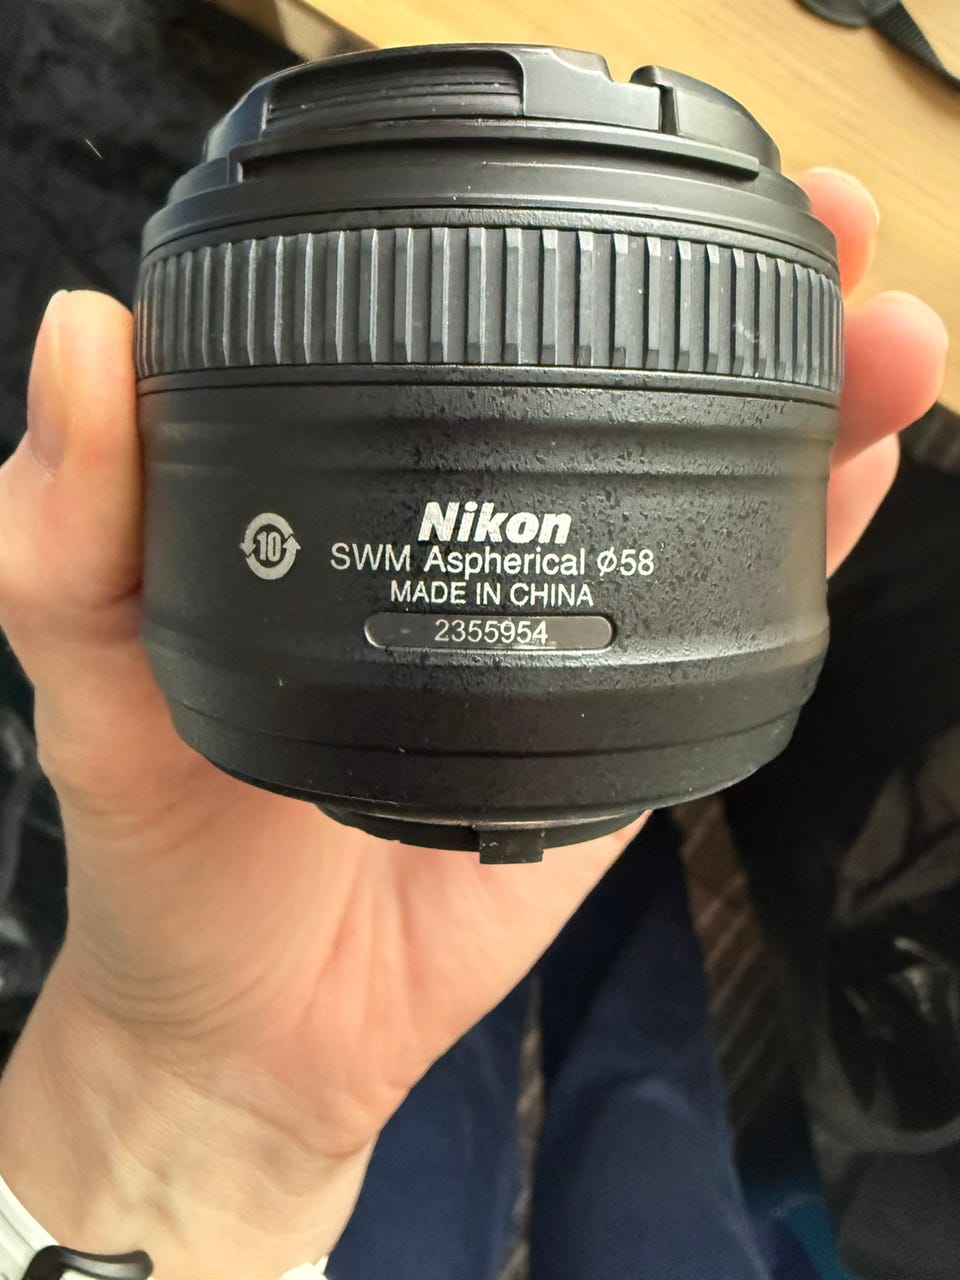 10
Nikon
SWM Aspherical ⌀58
MADE IN CHINA
2355954